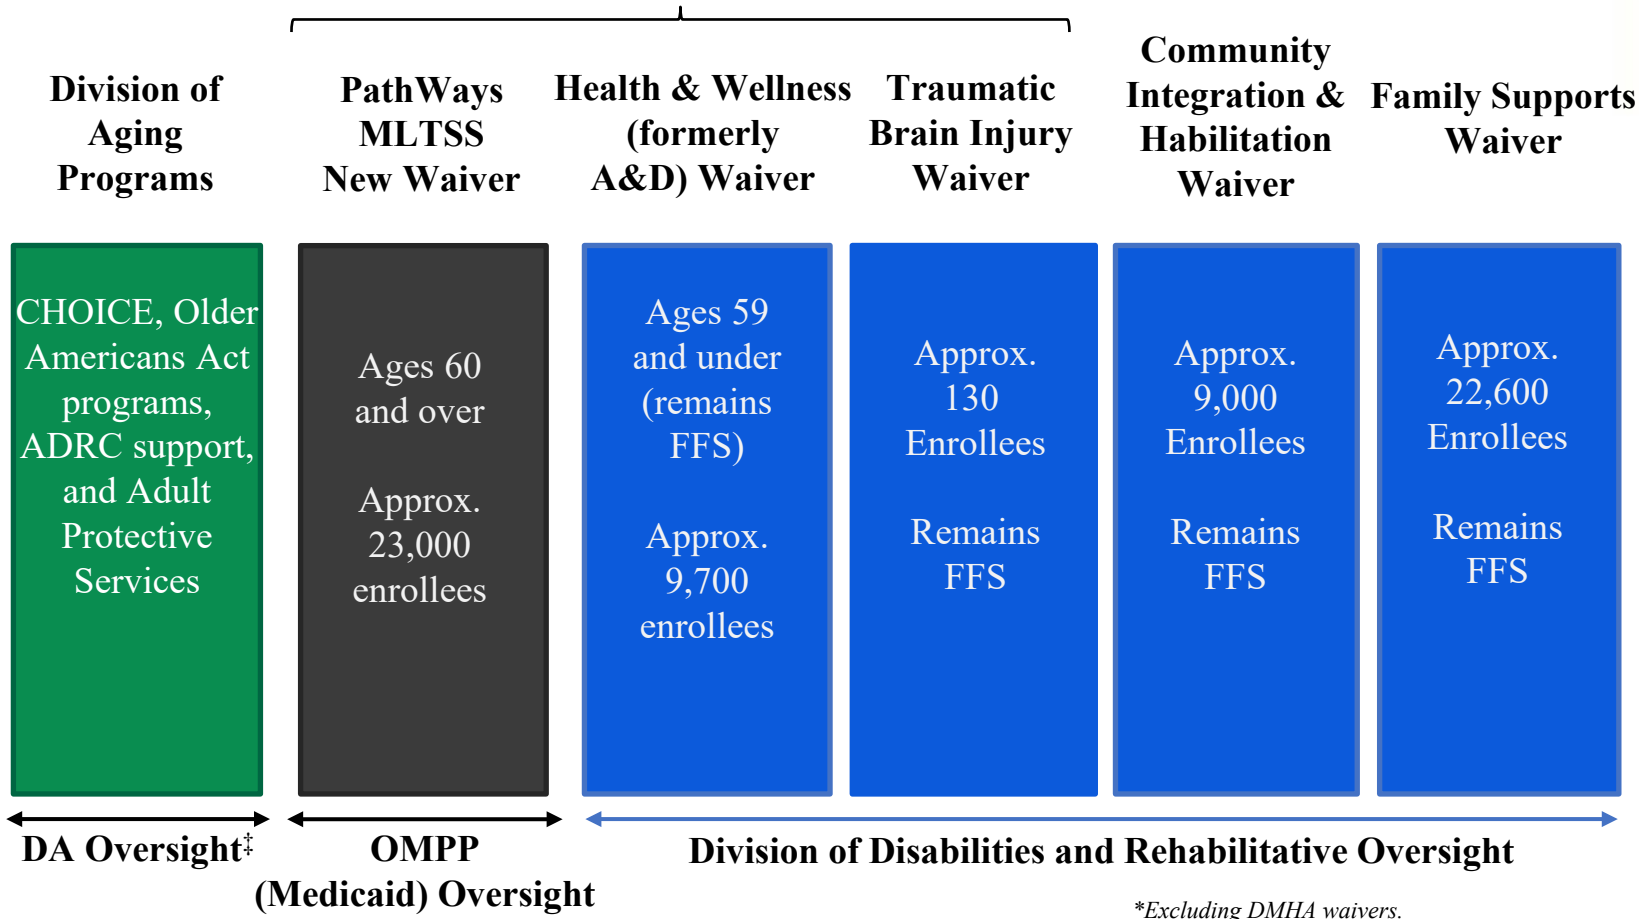 Division of
Aging
Programs
PathWays
MLTSS
New Waiver
Health & Wellness
(formerly
A&D) Waiver
Traumatic
Brain Injury
Waiver
Community
Integration &
Habilitation
Waiver
Family Supports
Waiver
CHOICE, Older
Americans Act
programs,
ADRC support,
and Adult
Protective
Services
Ages 60
and over
Approx.
23,000
enrollees
Ages 59
and under
(remains
FFS)
Approx.
9,700
enrollees
Approx.
130
Enrollees
Remains
FFS
Approx.
9,000
Enrollees
Remains
FFS
Approx.
22,600
Enrollees
Remains
FFS
DA Oversight‡
OMPP
(Medicaid) Oversight
Division of Disabilities and Rehabilitative Oversight
*Excluding DMHA waivers.